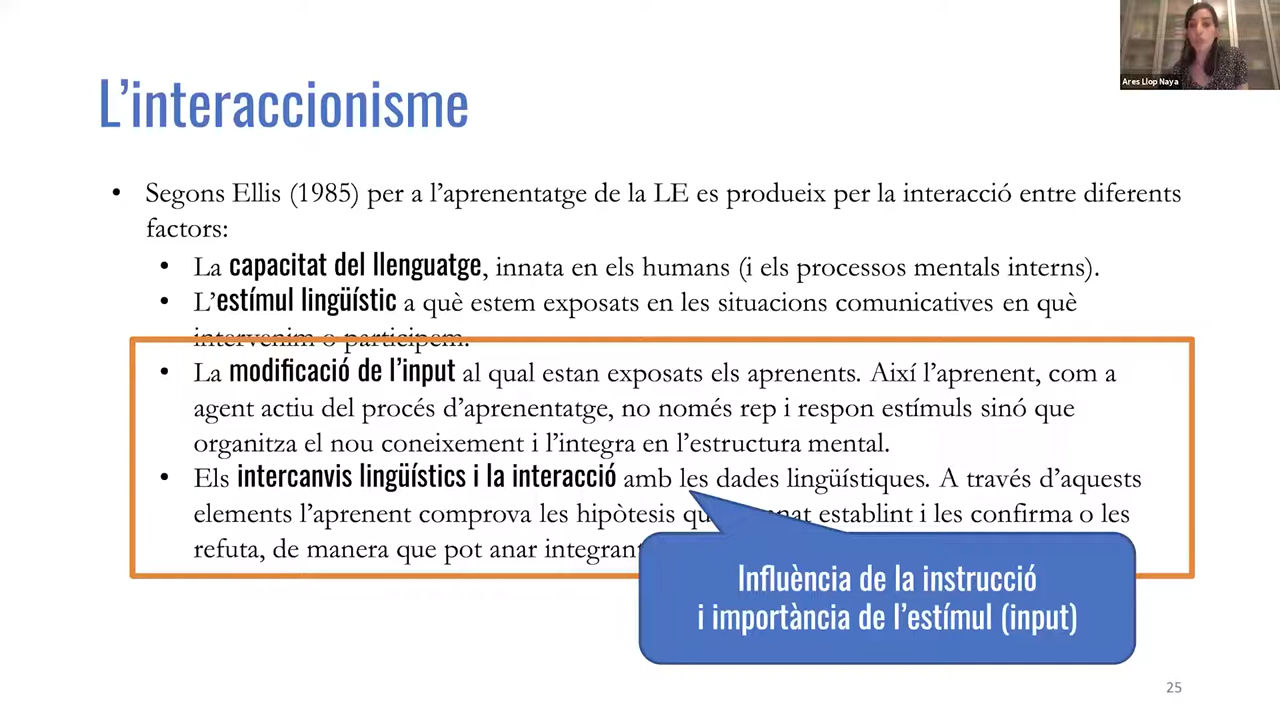 Ares Llop Naya
L’interaccionisme
• Segons Ellis (1985) per a l’aprenentatge de la LE es produeix per la interacció entre diferents
factors:
• La capacitat del llenguatge, innata en els humans (i els processos mentals interns).
• L’estímul lingüístic a què estem exposats en les situacions comunicatives en què
intervenim o participem.
• La modificació de l’input al qual estan exposats els aprenents. Així l’aprenent, com a
agent actiu del procés d’aprenentatge, no només rep i respon estímuls sinó que
organitza el nou coneixement i l’integra en l’estructura mental.
• Els intercanvis lingüístics i la interacció amb les dades lingüístiques. A través d’aquests
elements l’aprenent comprova les hipòtesis establint i les confirma o les
refuta, de manera que pot anar
Influència de la instrucció
i importància de l’estímul (input)
25